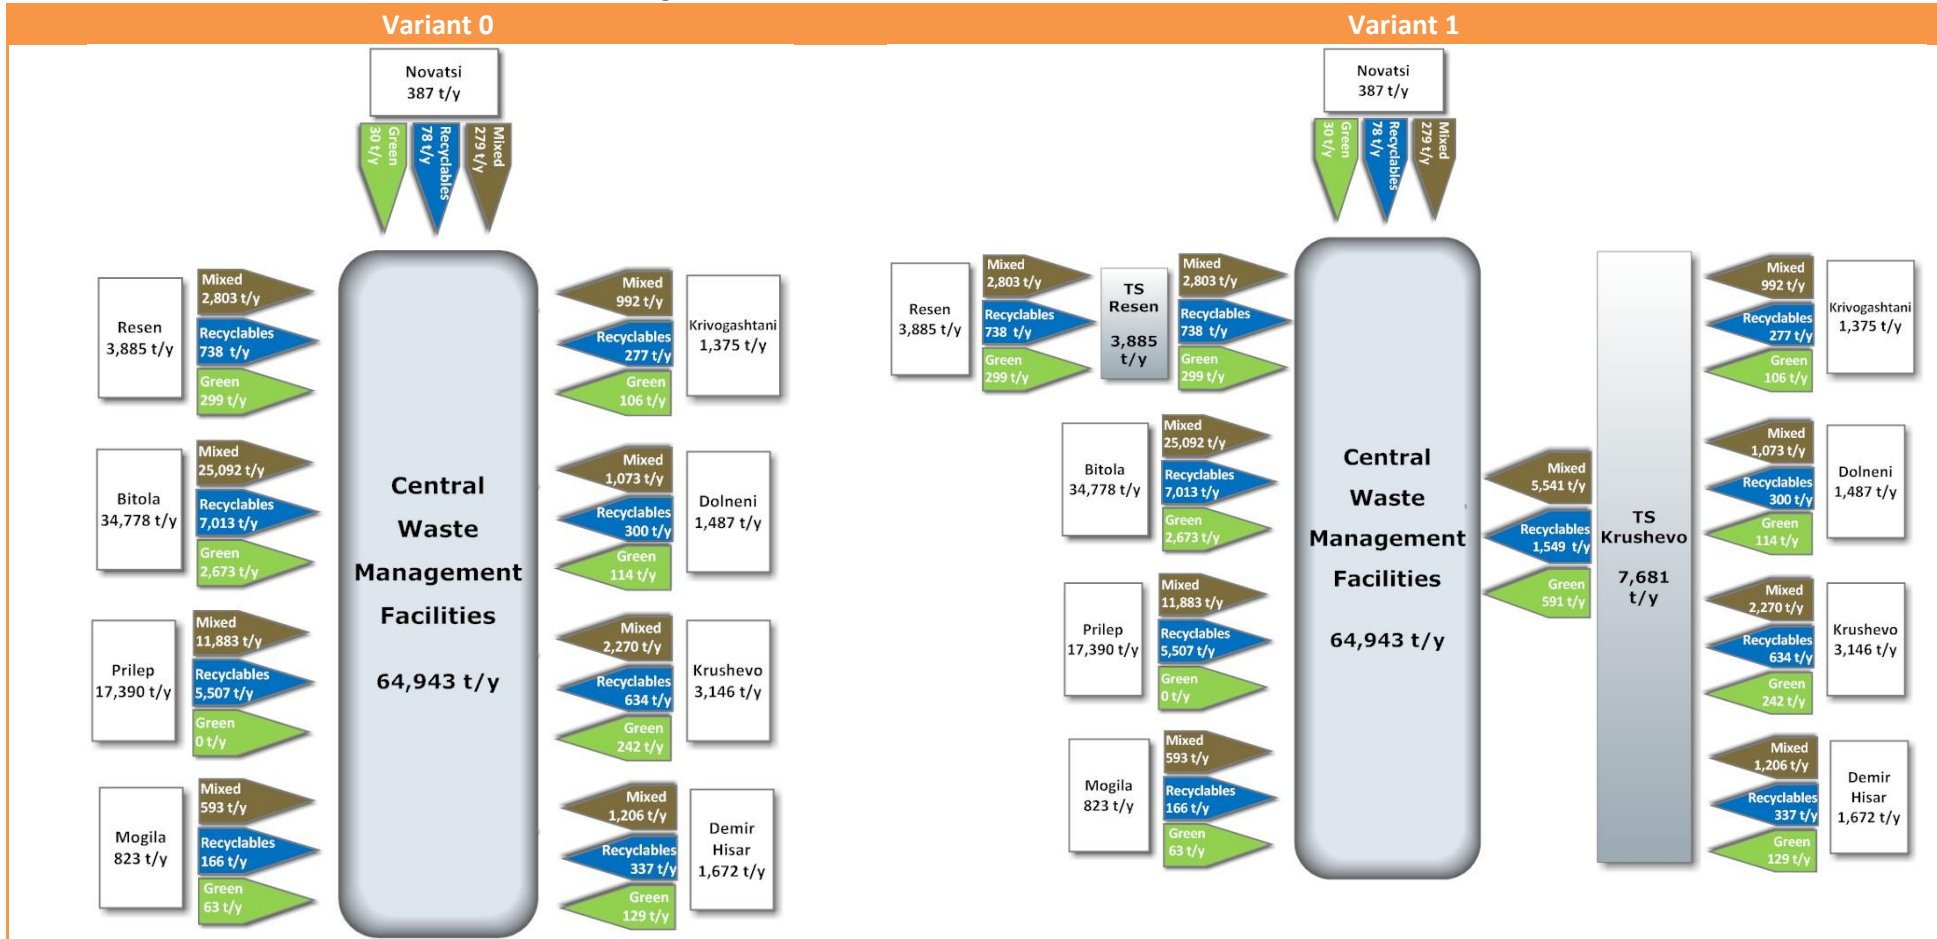 Variant 0
Novatsi
387 t/y
Green
30 t/y
Recyclables
78 t/y
Mixed
279 t/y
Resen
3,885 t/y
Mixed
2,803 t/y
Recyclables
738 t/y
Green
299 t/y
Bitola
34,778 t/y
Mixed
25,092 t/y
Recyclables
7,013 t/y
Green
2,673 t/y
Prilep
17,390 t/y
Mixed
11,883 t/y
Recyclables
5,507 t/y
Green
0 t/y
Mogila
823 t/y
Mixed
593 t/y
Recyclables
166 t/y
Green
63 t/y
Central
Waste
Management
Facilities
64,943 t/y
Mixed
992 t/y
Recyclables
277 t/y
Green
106 t/y
Krivogashtani
1,375 t/y
Mixed
1,073 t/y
Recyclables
300 t/y
Green
114 t/y
Dolneni
1,487 t/y
Mixed
2,270 t/y
Recyclables
634 t/y
Green
242 t/y
Krushevo
3,146 t/y
Mixed
1,206 t/y
Recyclables
337 t/y
Green
129 t/y
Demir
Hisar
1,672 t/y
Variant 1
Novatsi
387 t/y
Green
30 t/y
Recyclables
78 t/y
Mixed
279 t/y
Resen
3,885 t/y
Mixed
2,803 t/y
Recyclables
738 t/y
Green
299 t/y
TS
Resen
3,885
t/y
Mixed
2,803 t/y
Recyclables
738 t/y
Green
299 t/y
Bitola
34,778 t/y
Mixed
25,092 t/y
Recyclables
7,013 t/y
Green
2,673 t/y
Prilep
17,390 t/y
Mixed
11,883 t/y
Recyclables
5,507 t/y
Green
0 t/y
Mogila
823 t/y
Mixed
593 t/y
Recyclables
166 t/y
Green
63 t/y
Central
Waste
Management
Facilities
64,943 t/y
Mixed
5,541 t/y
Recyclables
1,549 t/y
Green
591 t/y
TS
Krushevo
7,681
t/y
Mixed
992 t/y
Recyclables
277 t/y
Green
106 t/y
Krivogashtani
1,375 t/y
Mixed
1,073 t/y
Recyclables
300 t/y
Green
114 t/y
Dolneni
1,487 t/y
Mixed
2,270 t/y
Recyclables
634 t/y
Green
242 t/y
Krushevo
3,146 t/y
Mixed
1,206 t/y
Recyclables
337 t/y
Green
129 t/y
Demir
Hisar
1,672 t/y